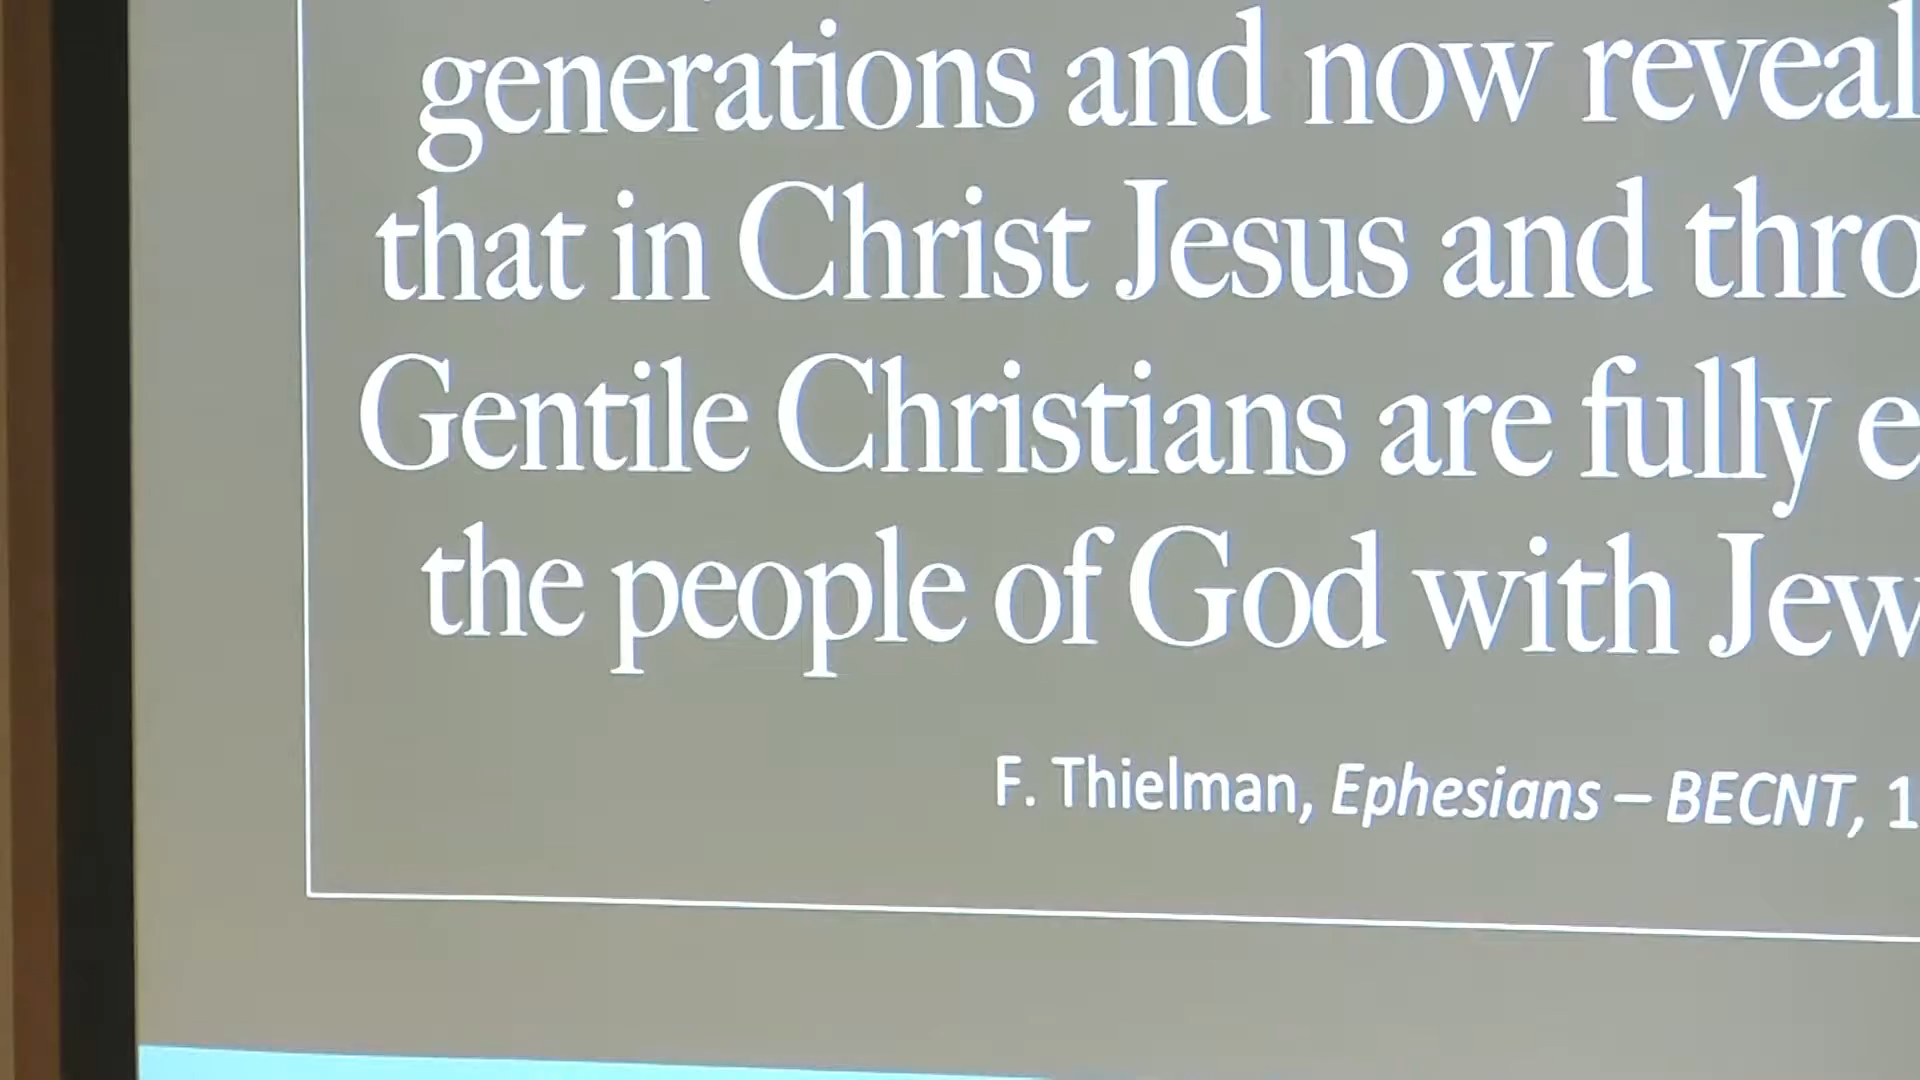 generations and now reveal
that in Christ Jesus and thro
Gentile Christians are fully e
the people of God with Jew
F. Thielman, Ephesians – BECNT, 1